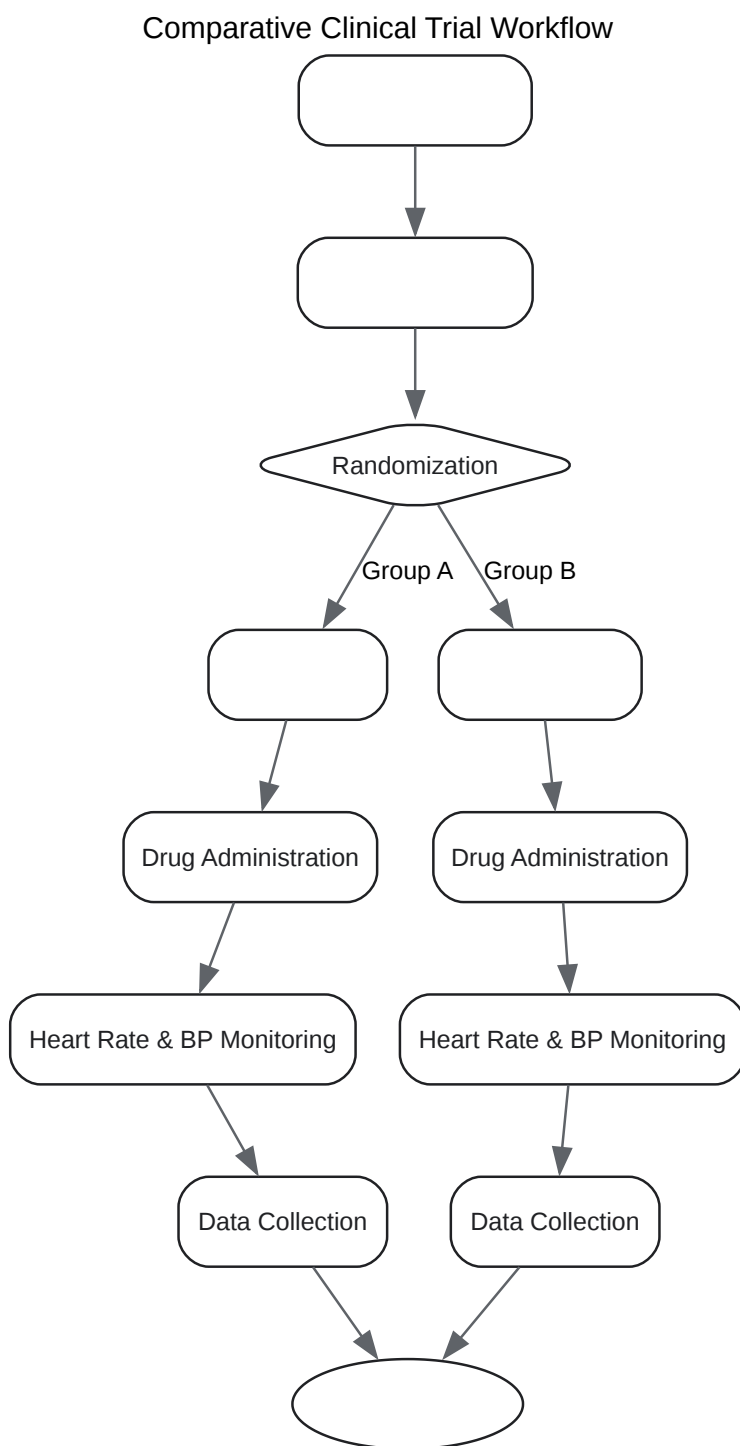 Comparative Clinical Trial Workflow
Randomization
Group A
Group B
Drug Administration
Drug Administration
Heart Rate & BP Monitoring
Heart Rate & BP Monitoring
Data Collection
Data Collection